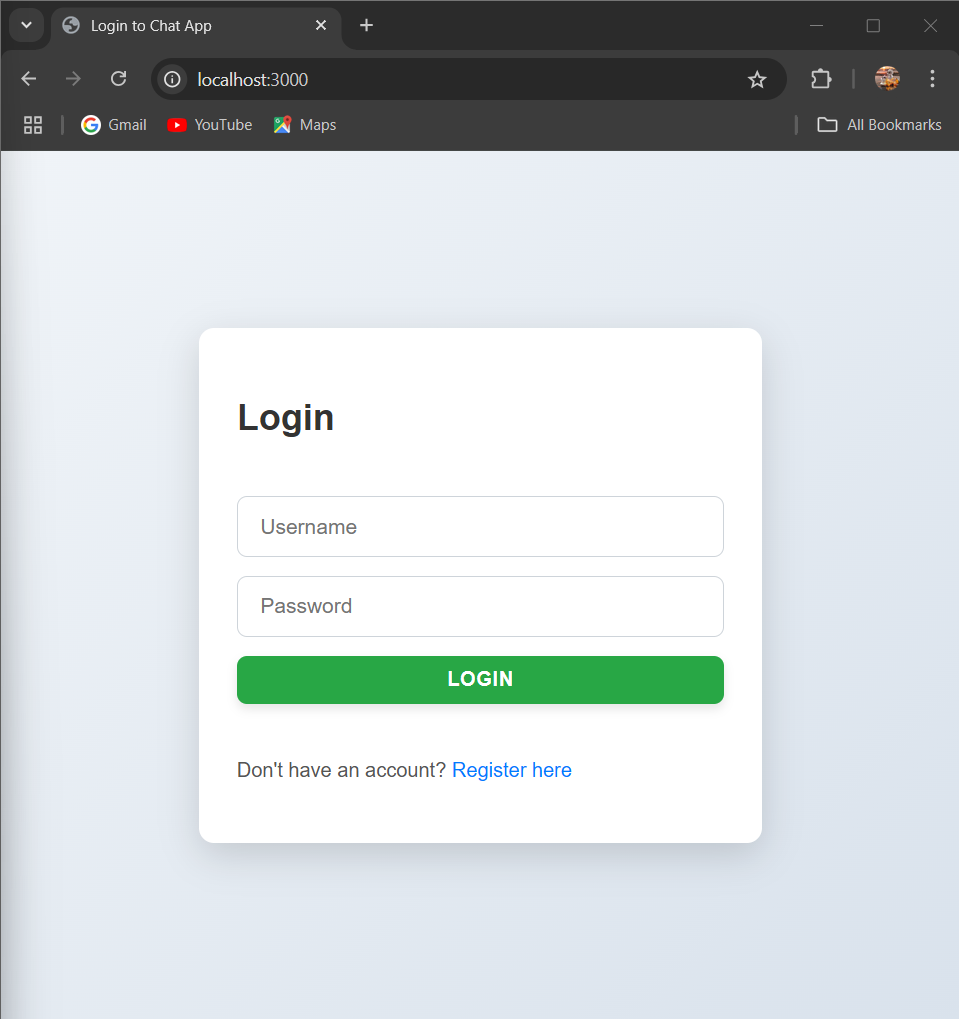 Login to Chat App
localhost:3000
Gmail YouTube Maps All Bookmarks
Login
Username
Password
LOGIN
Don't have an account? Register here